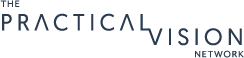 THE
PRACTICAL
VISION
NETWORK